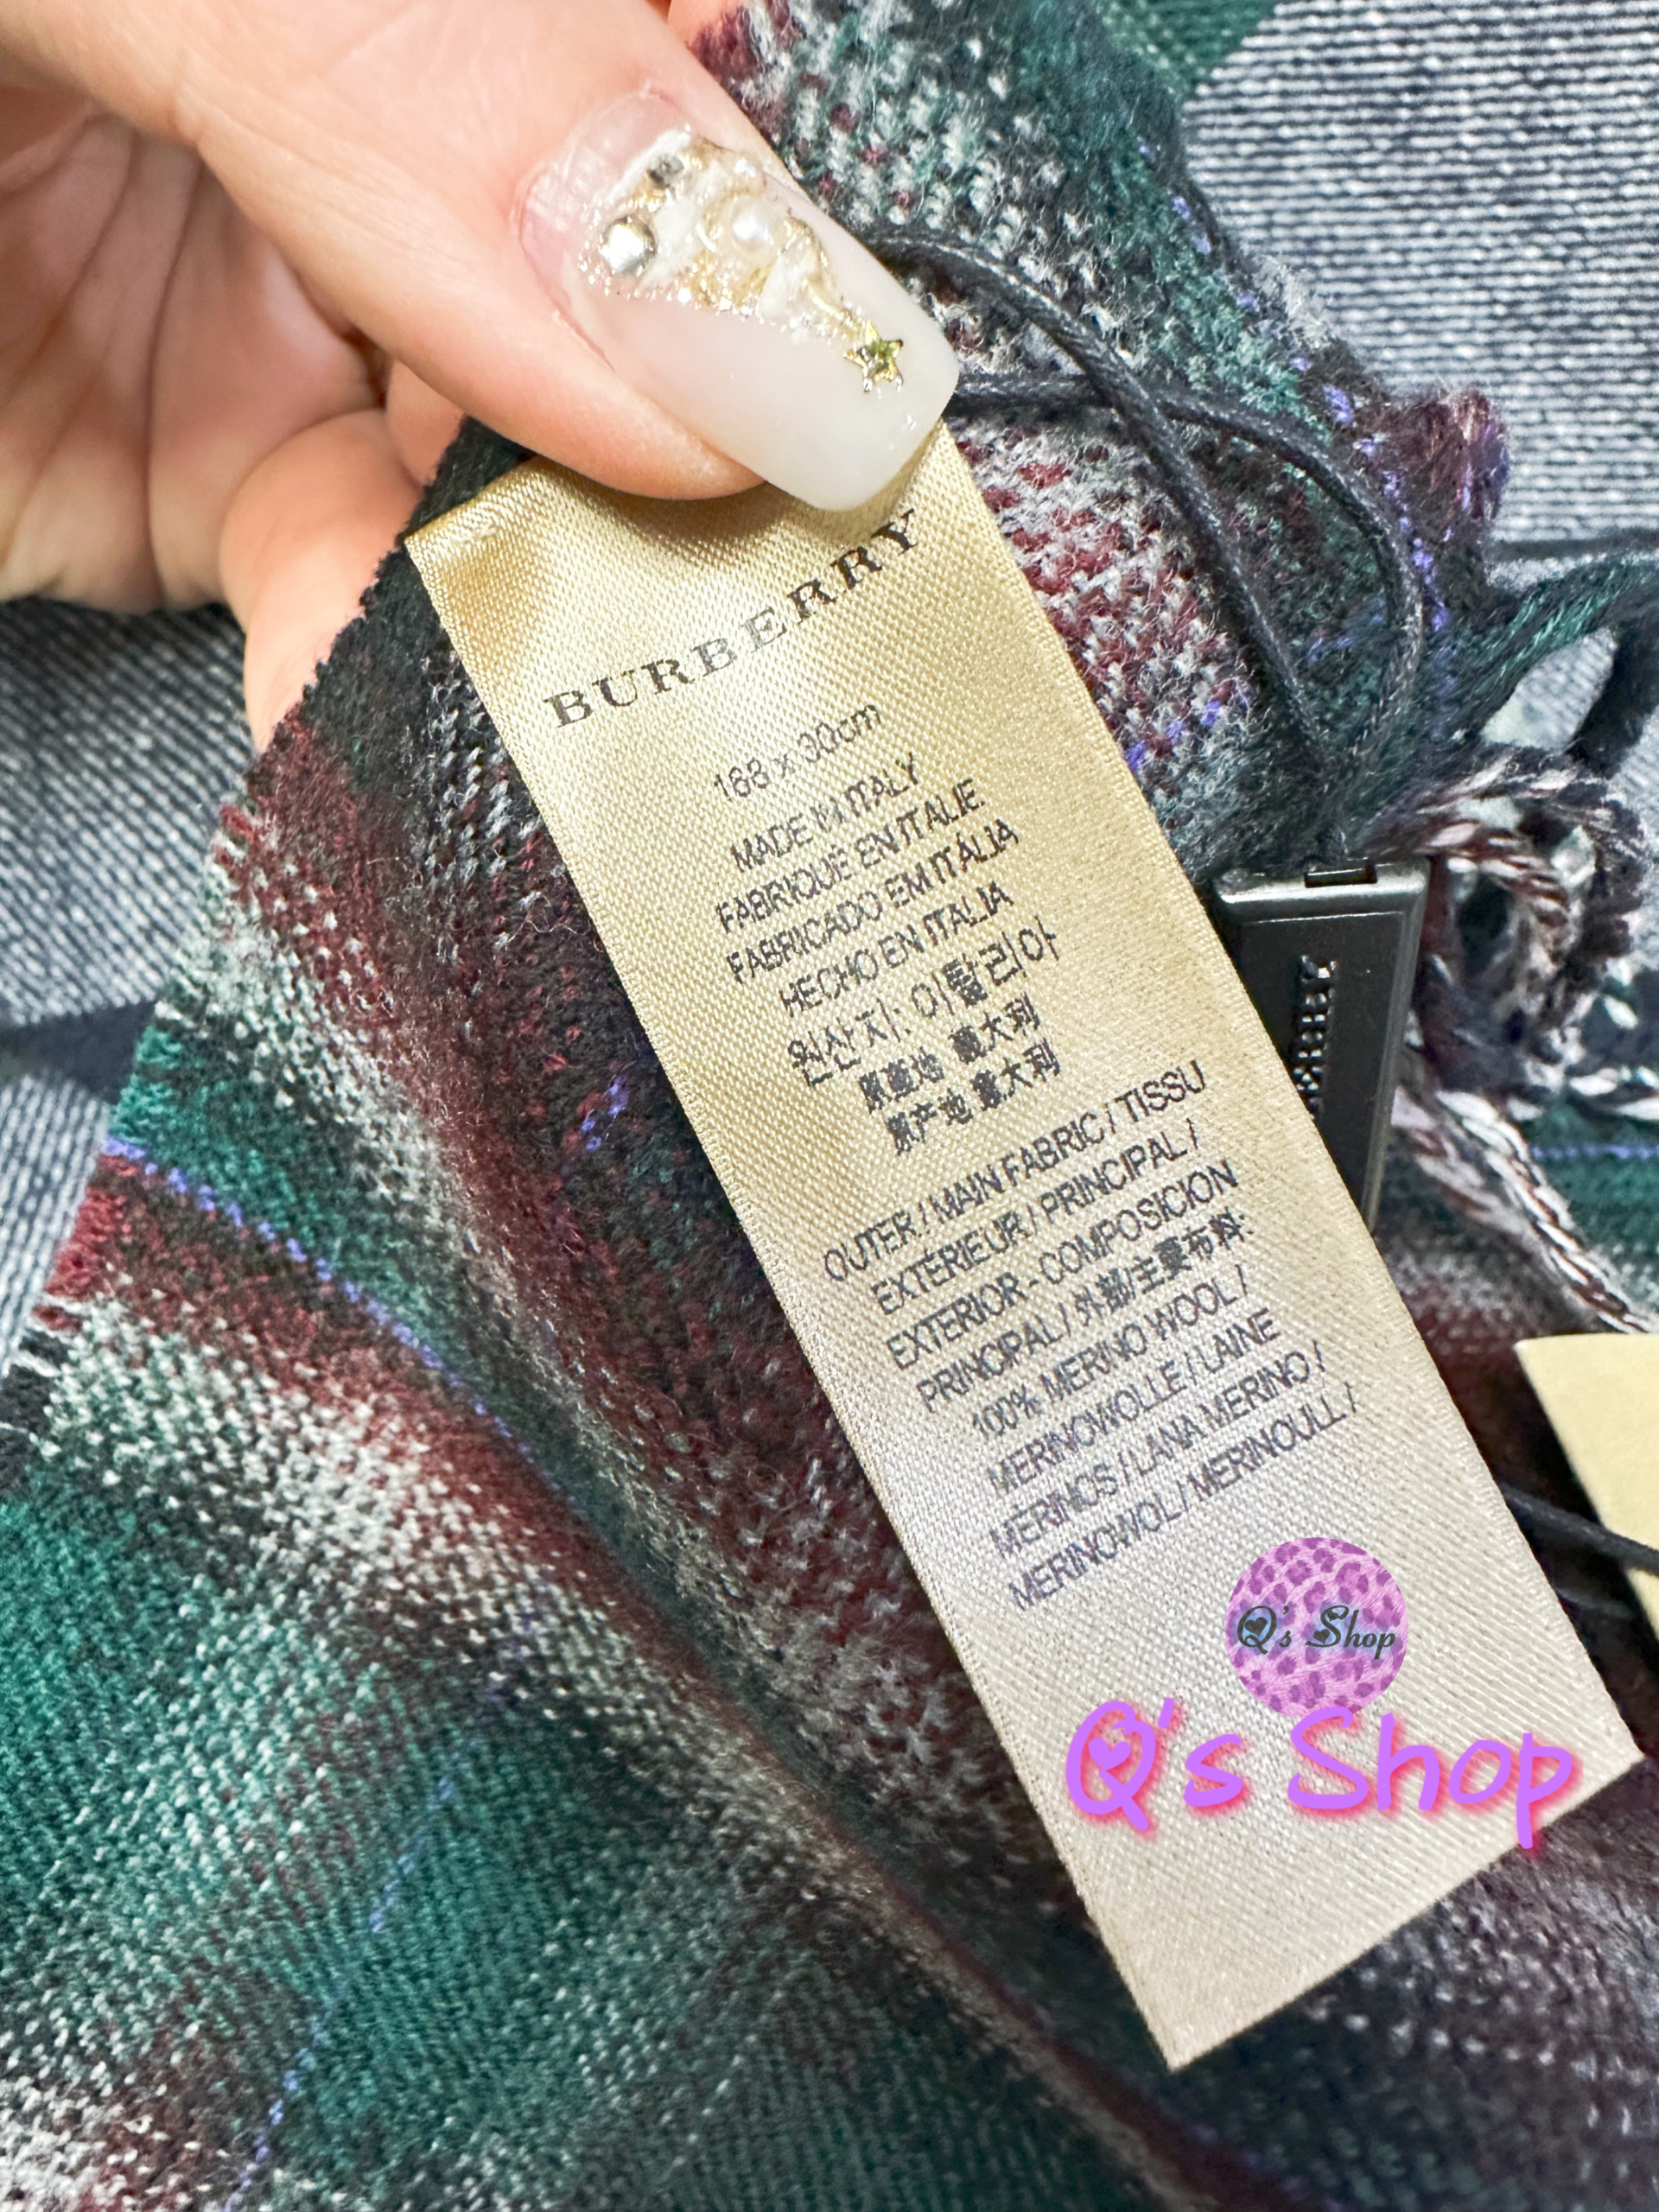 BURBERRY
168 x 30cm
MADE IN ITALY
FABRIQUÉ EN ITALIE
FABRICADO EM ITÁLIA
HECHO EN ITALIA
원산지: 이탈리아
原產地 義大利
原产地 意大利
OUTER / MAIN FABRIC / TISSU
EXTÉRIEUR / PRINCIPAL /
EXTERIOR - COMPOSICION
PRINCIPAL / 外部/主要布料:
100% MERINO WOOL /
MERINOWOLLE / LAINE
MÉRINOS / LANA MERINO /
MERINOWOL / MERINOULL /
Q's Shop
Q's Shop